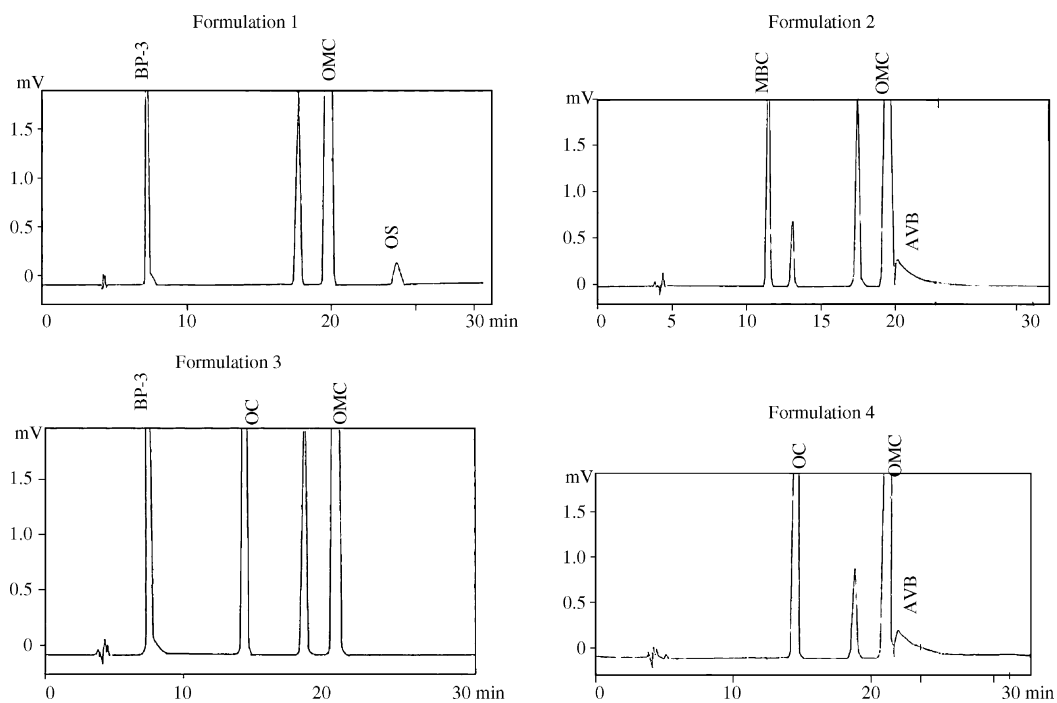 Formulation 1
BP-3
OMC
mV
1.5
1.0
0.5
0
OS
0 10 20 30 min
Formulation 2
MBC
OMC
mV
1.5
1.0
0.5
0
AVB
0 5 10 15 20 30
Formulation 3
BP-3
OC
OMC
mV
1.5
1.0
0.5
0
0 10 20 30 min
Formulation 4
OC
OMC
mV
1.5
1.0
0.5
0
AVB
0 10 20 30 min